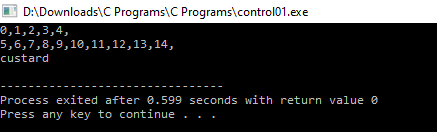 D:\Downloads\C Programs\C Programs\control01.exe
0,1,2,3,4,
5,6,7,8,9,10,11,12,13,14,
custard
--------------------------------
Process exited after 0.599 seconds with return value 0
Press any key to continue . . .